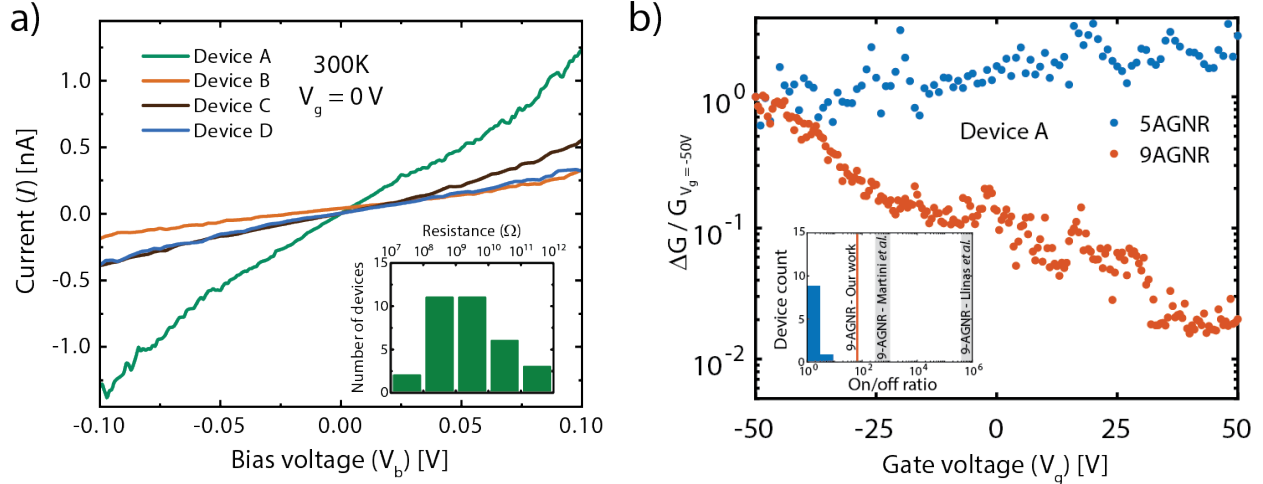 a)
Current (I) [nA]
1.0
0.5
0.0
-0.5
-1.0
Device A
Device B
Device C
Device D
300K
Vg = 0 V
Resistance (Ω)
10^7 10^8 10^9 10^10 10^11 10^12
Number of devices
15
10
5
0
-0.10 -0.05 0.00 0.05 0.10
Bias voltage (Vb) [V]
b)
ΔG / G Vg = -50V
10^0
10^-1
10^-2
Device A
5AGNR
9AGNR
Device count
15
10
5
0
9-AGNR - Our work
9-AGNR - Martini et al.
9-AGNR - Llinas et al.
10^0 10^2 10^4 10^6
On/off ratio
-50 -25 0 25 50
Gate voltage (Vg) [V]